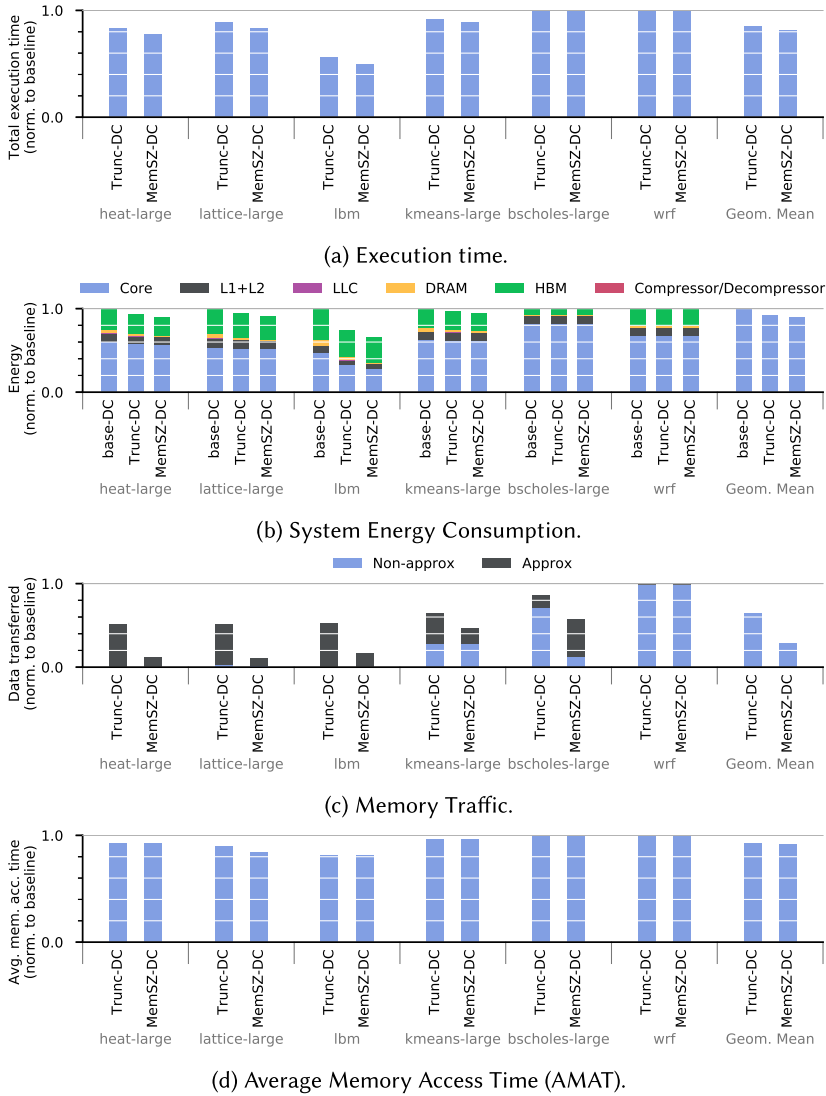 1.0
0.0
Total execution time
(norm. to baseline)
Trunc-DC MemSZ-DC Trunc-DC MemSZ-DC Trunc-DC MemSZ-DC Trunc-DC MemSZ-DC Trunc-DC MemSZ-DC Trunc-DC MemSZ-DC Trunc-DC MemSZ-DC
heat-large lattice-large lbm kmeans-large bscholes-large wrf Geom. Mean
(a) Execution time.
Core L1+L2 LLC DRAM HBM Compressor/Decompressor
1.0
0.0
Energy
(norm. to baseline)
base-DC Trunc-DC MemSZ-DC base-DC Trunc-DC MemSZ-DC base-DC Trunc-DC MemSZ-DC base-DC Trunc-DC MemSZ-DC base-DC Trunc-DC MemSZ-DC base-DC Trunc-DC MemSZ-DC base-DC Trunc-DC MemSZ-DC
heat-large lattice-large lbm kmeans-large bscholes-large wrf Geom. Mean
(b) System Energy Consumption.
Non-approx Approx
1.0
0.0
Data transferred
(norm. to baseline)
Trunc-DC MemSZ-DC Trunc-DC MemSZ-DC Trunc-DC MemSZ-DC Trunc-DC MemSZ-DC Trunc-DC MemSZ-DC Trunc-DC MemSZ-DC Trunc-DC MemSZ-DC
heat-large lattice-large lbm kmeans-large bscholes-large wrf Geom. Mean
(c) Memory Traffic.
1.0
0.0
Avg. mem. acc. time
(norm. to baseline)
Trunc-DC MemSZ-DC Trunc-DC MemSZ-DC Trunc-DC MemSZ-DC Trunc-DC MemSZ-DC Trunc-DC MemSZ-DC Trunc-DC MemSZ-DC Trunc-DC MemSZ-DC
heat-large lattice-large lbm kmeans-large bscholes-large wrf Geom. Mean
(d) Average Memory Access Time (AMAT).